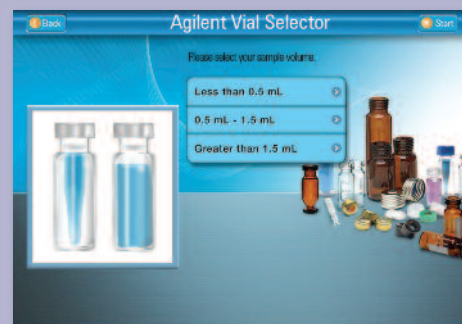 Back
Agilent Vial Selector
Start
Please select your sample volume.
Less than 0.5 mL
0.5 mL - 1.5 mL
Greater than 1.5 mL